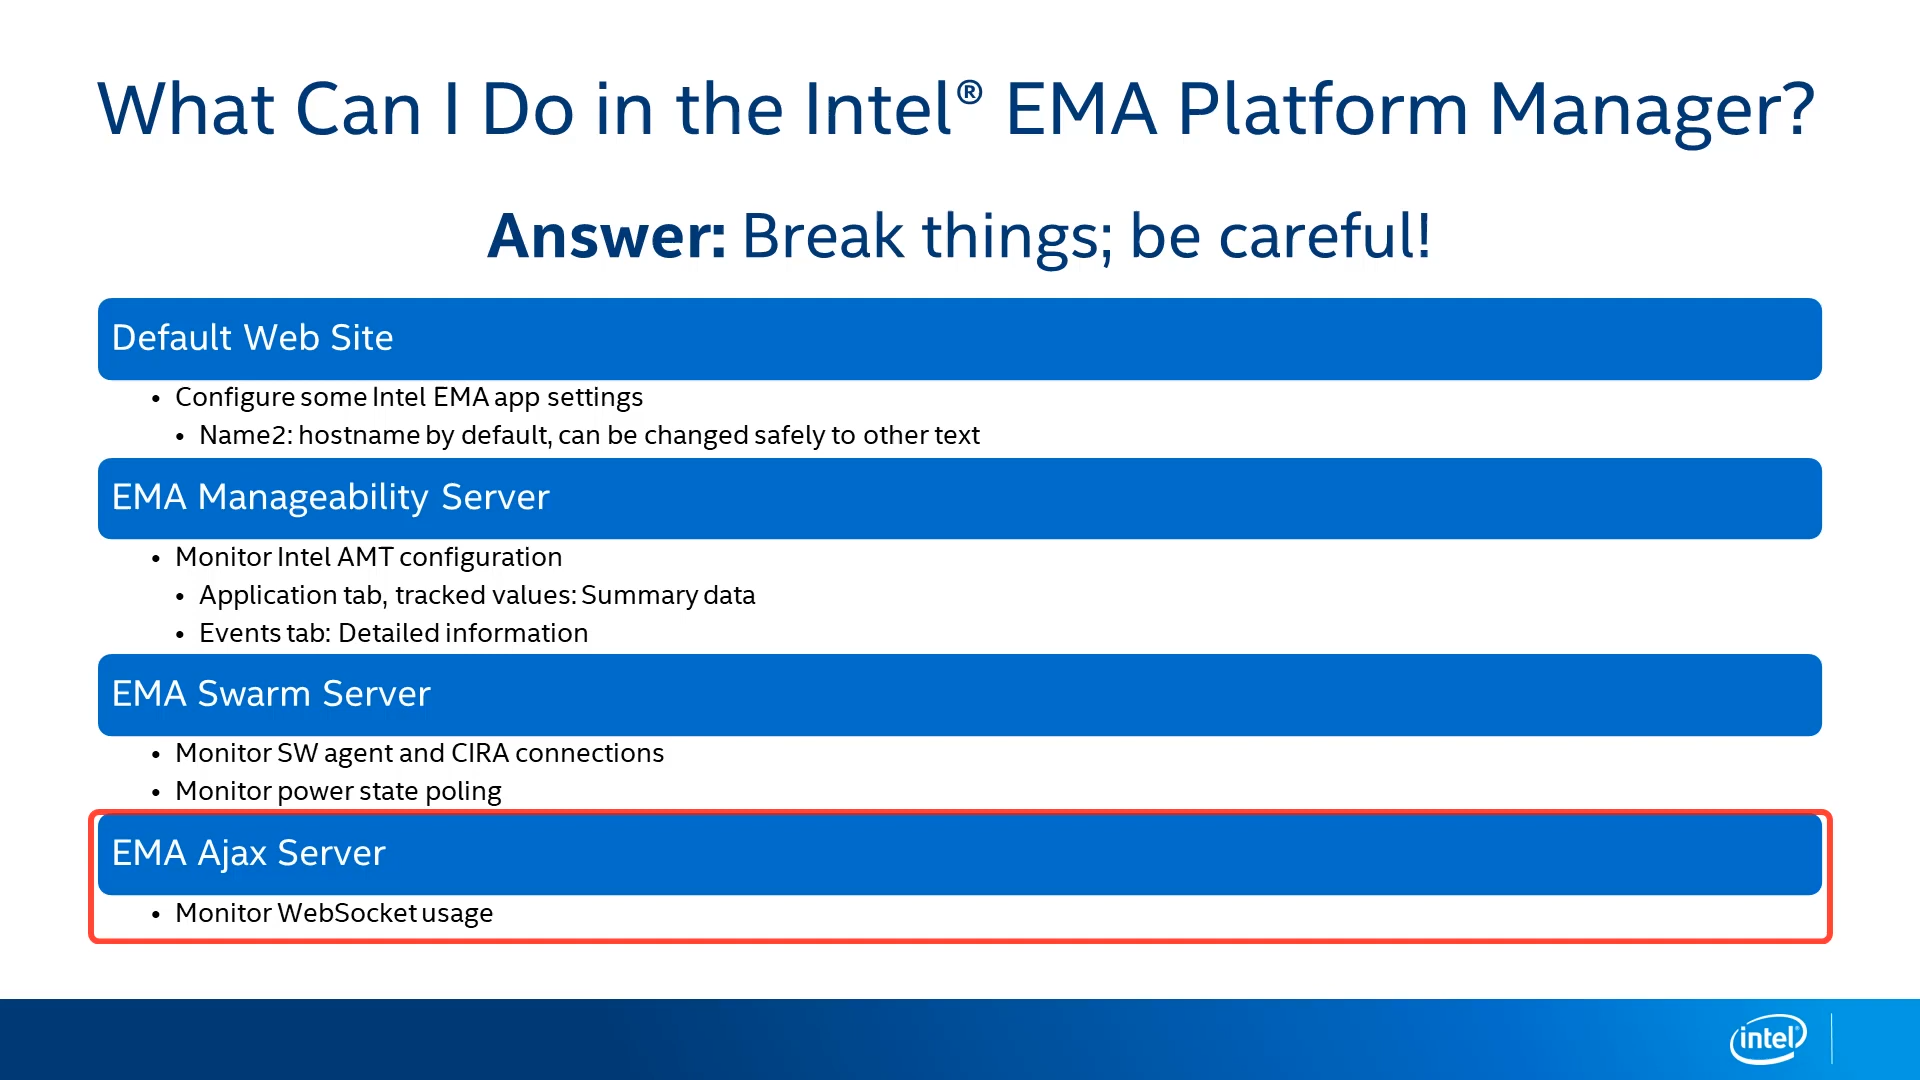 What Can I Do in the Intel® EMA Platform Manager?
Answer: Break things; be careful!
Default Web Site
• Configure some Intel EMA app settings
• Name2: hostname by default, can be changed safely to other text
EMA Manageability Server
• Monitor Intel AMT configuration
• Application tab, tracked values: Summary data
• Events tab: Detailed information
EMA Swarm Server
• Monitor SW agent and CIRA connections
• Monitor power state poling
EMA Ajax Server
• Monitor WebSocket usage
intel®